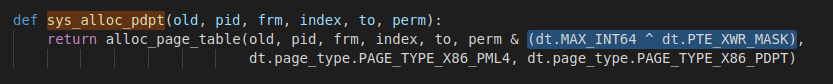 def sys_alloc_pdpt(old, pid, frm, index, to, perm):
    return alloc_page_table(old, pid, frm, index, to, perm & (dt.MAX_INT64 ^ dt.PTE_XWR_MASK),
                            dt.page_type.PAGE_TYPE_X86_PML4, dt.page_type.PAGE_TYPE_X86_PDPT)